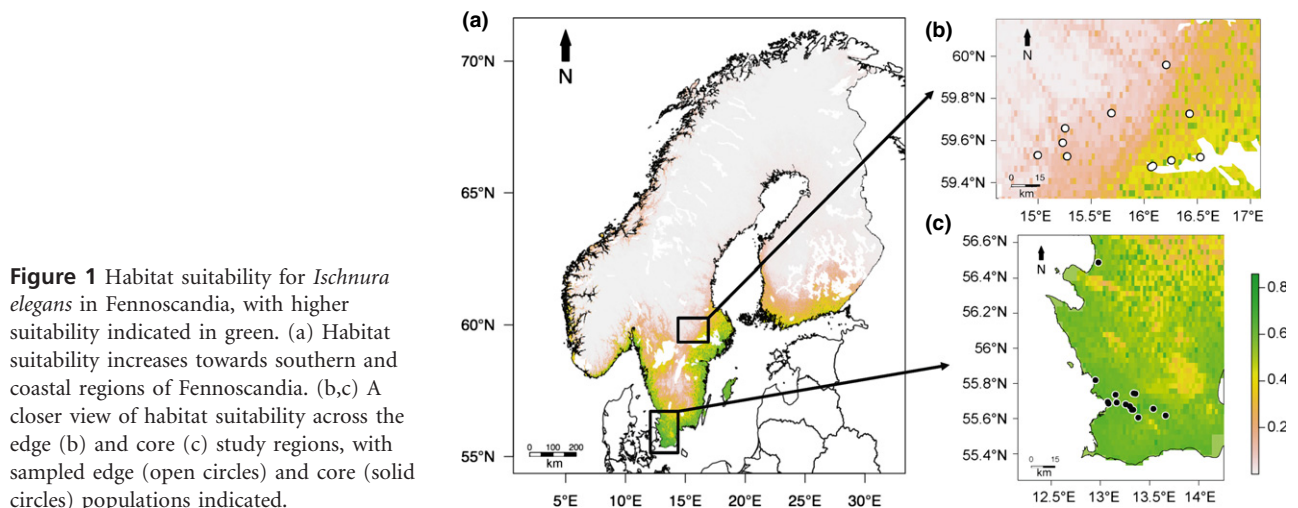 Figure 1 Habitat suitability for Ischnura
elegans in Fennoscandia, with higher
suitability indicated in green. (a) Habitat
suitability increases towards southern and
coastal regions of Fennoscandia. (b,c) A
closer view of habitat suitability across the
edge (b) and core (c) study regions, with
sampled edge (open circles) and core (solid
circles) populations indicated.
(a)
N
70°N
65°N
60°N
55°N
0 100 200
km
5°E 10°E 15°E 20°E 25°E 30°E
(b)
N
60°N
59.8°N
59.6°N
59.4°N
0 15
km
15°E 15.5°E 16°E 16.5°E 17°E
(c)
N
56.6°N
56.4°N
56.2°N
56°N
55.8°N
55.6°N
55.4°N
0 15
km
12.5°E 13°E 13.5°E 14°E
0.8
0.6
0.4
0.2